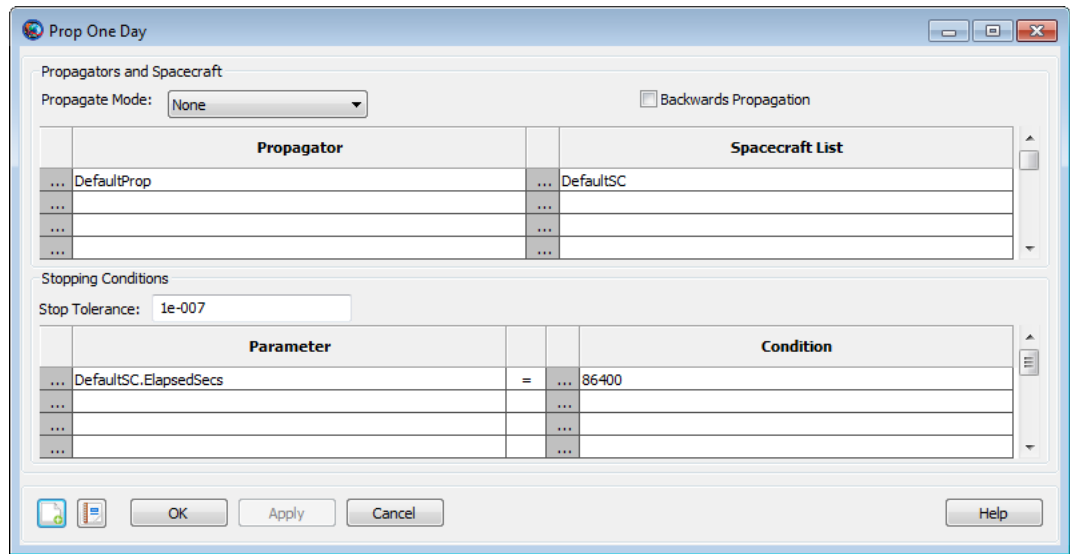 Prop One Day
Propagators and Spacecraft
Propagate Mode: None Backwards Propagation
Propagator Spacecraft List
... DefaultProp ... DefaultSC
... ...
... ...
... ...
Stopping Conditions
Stop Tolerance: 1e-007
Parameter Condition
... DefaultSC.ElapsedSecs = ... 86400
... ...
... ...
... ...
OK Apply Cancel Help